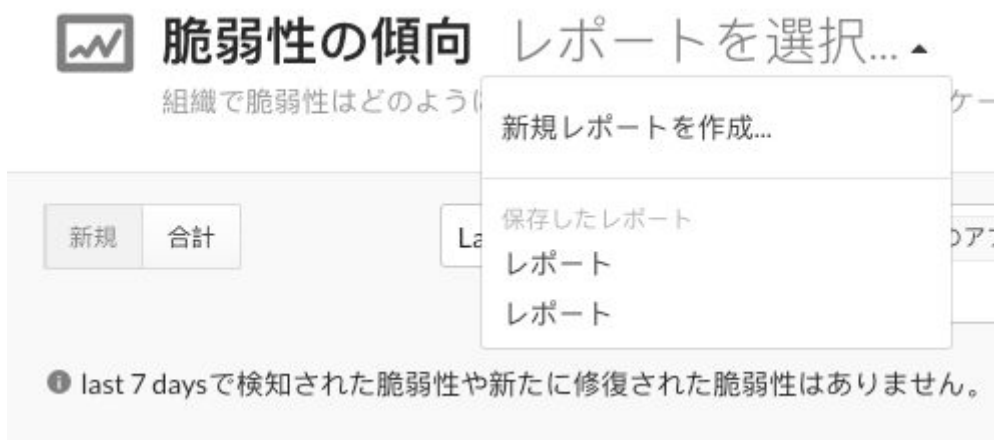 脆弱性の傾向 レポートを選択...
組織で脆弱性はどのように
新規レポートを作成...
新規 合計
保存したレポート
レポート
レポート
last 7 daysで検知された脆弱性や新たに修復された脆弱性はありません。